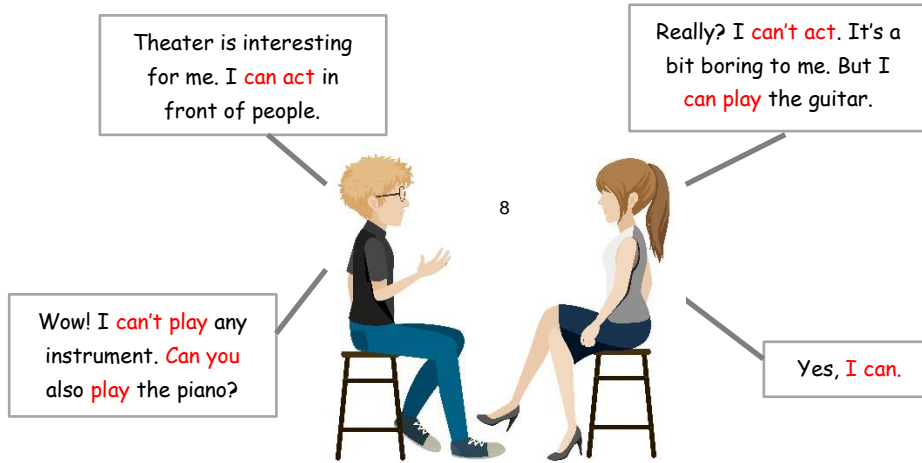 Theater is interesting
for me. I can act in
front of people.
Really? I can't act. It's a
bit boring to me. But I
can play the guitar.
8
Wow! I can't play any
instrument. Can you
also play the piano?
Yes, I can.